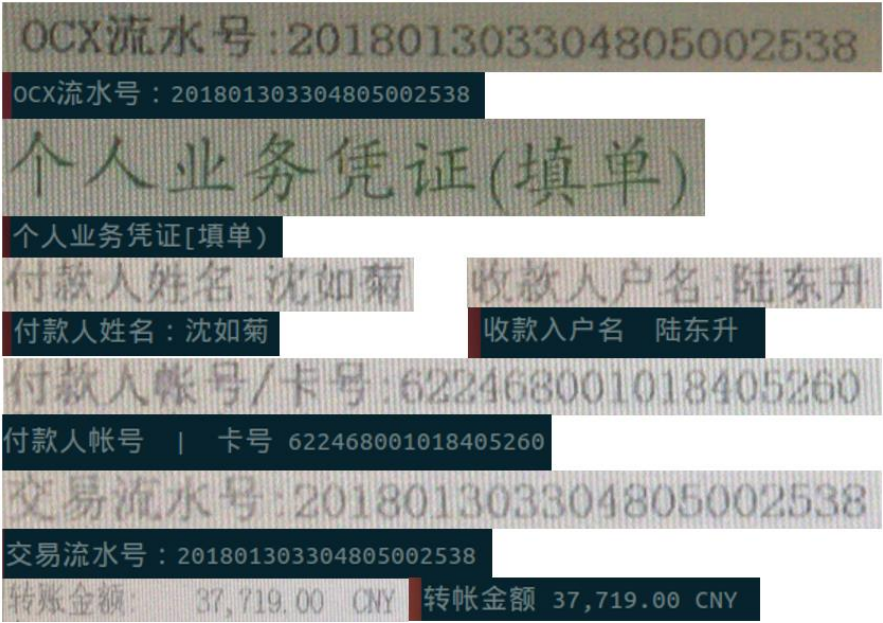 OCX流水号:201801303304805002538
OCX流水号：201801303304805002538
个人业务凭证(填单)
个人业务凭证[填单)
付款人姓名:沈如菊 收款人户名:陆东升
付款人姓名：沈如菊 收款入户名 陆东升
付款人帐号/卡号:622468001018405260
付款人帐号 | 卡号 622468001018405260
交易流水号:201801303304805002538
交易流水号：201801303304805002538
转账金额: 37,719.00 CNY 转帐金额 37,719.00 CNY